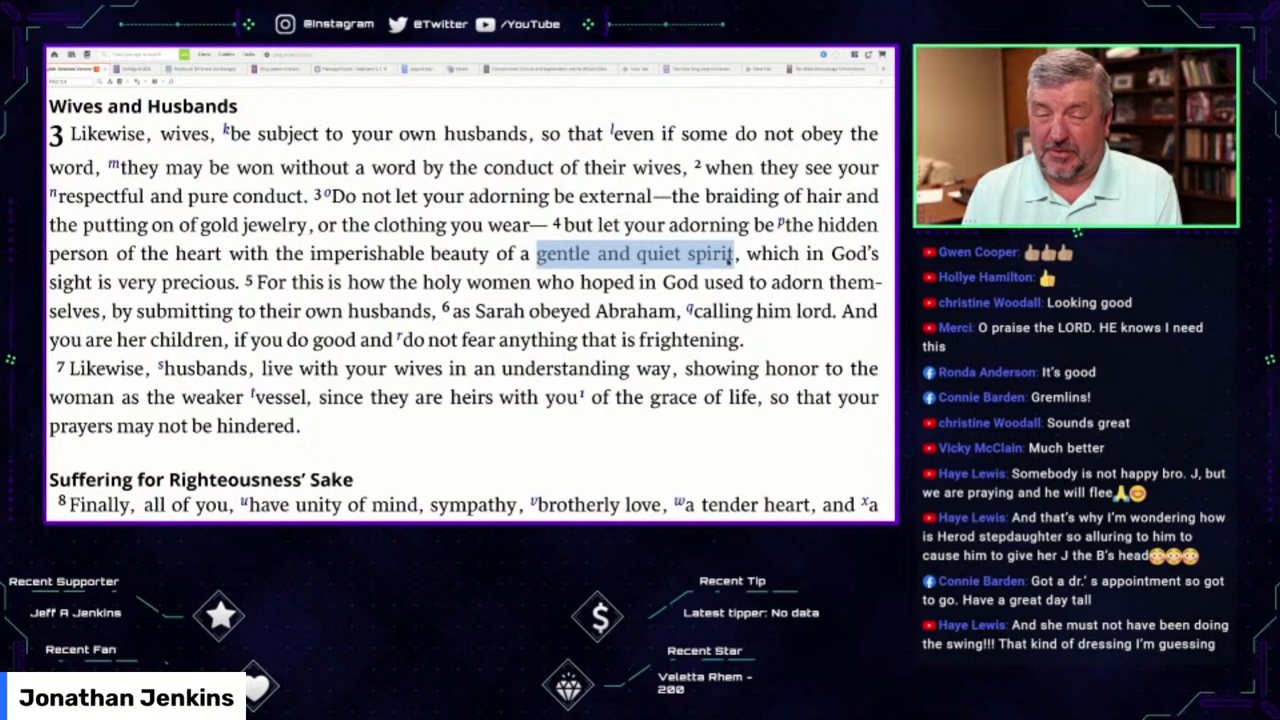 @Instagram @Twitter /YouTube
Wives and Husbands
3 Likewise, wives, kbe subject to your own husbands, so that leven if some do not obey the
word, mthey may be won without a word by the conduct of their wives, 2 when they see your
nrespectful and pure conduct. 3 oDo not let your adorning be external—the braiding of hair and
the putting on of gold jewelry, or the clothing you wear— 4 but let your adorning be pthe hidden
person of the heart with the imperishable beauty of a gentle and quiet spirit, which in God's
sight is very precious. 5 For this is how the holy women who hoped in God used to adorn them-
selves, by submitting to their own husbands, 6 as Sarah obeyed Abraham, qcalling him lord. And
you are her children, if you do good and rdo not fear anything that is frightening.
7 Likewise, shusbands, live with your wives in an understanding way, showing honor to the
woman as the weaker tvessel, since they are heirs with you1 of the grace of life, so that your
prayers may not be hindered.
Suffering for Righteousness' Sake
8 Finally, all of you, uhave unity of mind, sympathy, vbrotherly love, wa tender heart, and xa
Gwen Cooper: 👍🏽👍🏽👍🏽
Hollye Hamilton: 👍
christine Woodall: Looking good
Merci: O praise the LORD. HE knows I need
this
Ronda Anderson: It's good
Connie Barden: Gremlins!
christine Woodall: Sounds great
Vicky McClain: Much better
Haye Lewis: Somebody is not happy bro. J, but
we are praying and he will flee🙏😊
Haye Lewis: And that's why I'm wondering how
is Herod stepdaughter so alluring to him to
cause him to give her J the B's head😳😳😳
Connie Barden: Got a dr.' s appointment so got
to go. Have a great day tall
Haye Lewis: And she must not have been doing
the swing!!! That kind of dressing I'm guessing
Recent Supporter
Jeff A Jenkins
Recent Fan
Recent Tip
Latest tipper: No data
Recent Star
Veletta Rhem -
200
Jonathan Jenkins